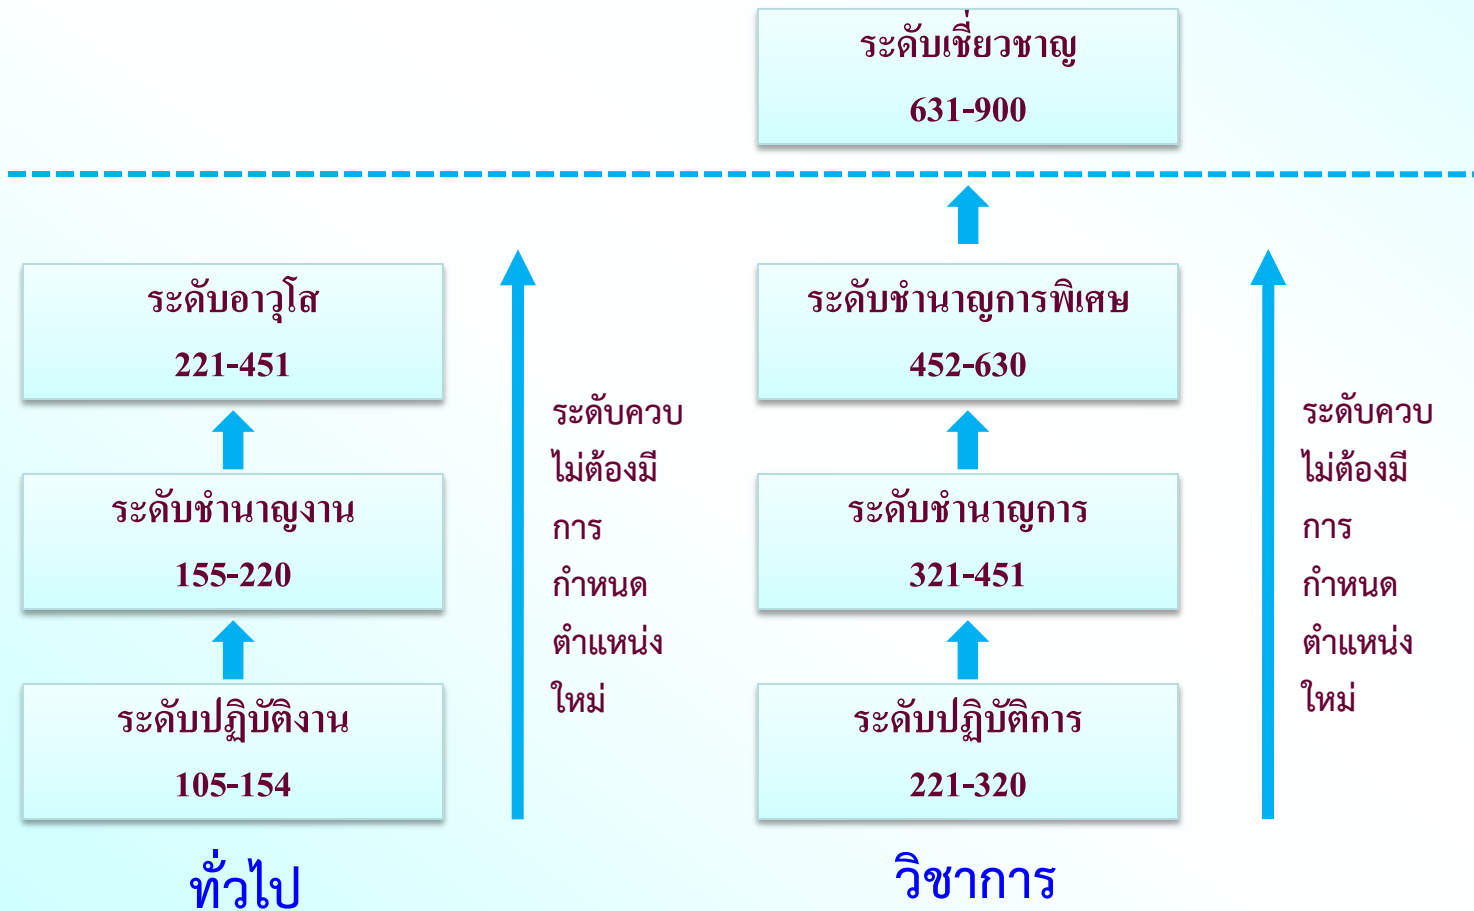 ระดับเชี่ยวชาญ
631-900
ระดับอาวุโส
221-451
ระดับชำนาญงาน
155-220
ระดับปฏิบัติงาน
105-154
ทั่วไป
ระดับควบ
ไม่ต้องมี
การ
กำหนด
ตำแหน่ง
ใหม่
ระดับชำนาญการพิเศษ
452-630
ระดับชำนาญการ
321-451
ระดับปฏิบัติการ
221-320
วิชาการ
ระดับควบ
ไม่ต้องมี
การ
กำหนด
ตำแหน่ง
ใหม่